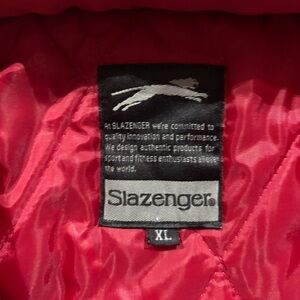 At SLAZENGER we're committed to
quality innovation and performance.
We design authentic products for
sport and fitness enthusiasts all over
the world.
Slazenger®
XL